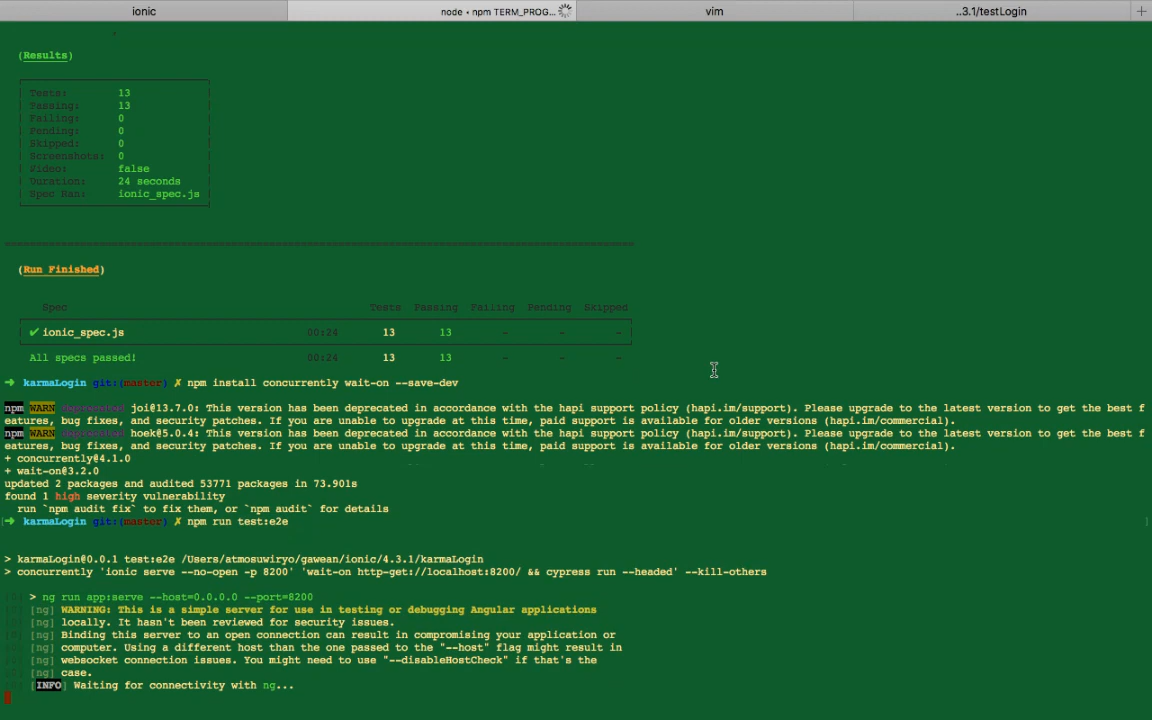 ionic
node ◂ npm TERM_PROG...
vim
..3.1/testLogin
+
(Results)
Tests: 13
Passing: 13
Failing: 0
Pending: 0
Skipped: 0
Screenshots: 0
Video: false
Duration: 24 seconds
Spec Ran: ionic_spec.js
(Run Finished)
Spec Tests Passing Failing Pending Skipped
✔ ionic_spec.js 00:24 13 13 - - -
All specs passed! 00:24 13 13 - - -
➜ karmaLogin git:(master) ✗ npm install concurrently wait-on --save-dev
npm WARN deprecated joi@13.7.0: This version has been deprecated in accordance with the hapi support policy (hapi.im/support). Please upgrade to the latest version to get the best f
eatures, bug fixes, and security patches. If you are unable to upgrade at this time, paid support is available for older versions (hapi.im/commercial).
npm WARN deprecated hoek@5.0.4: This version has been deprecated in accordance with the hapi support policy (hapi.im/support). Please upgrade to the latest version to get the best f
eatures, bug fixes, and security patches. If you are unable to upgrade at this time, paid support is available for older versions (hapi.im/commercial).
+ concurrently@4.1.0
+ wait-on@3.2.0
updated 2 packages and audited 53771 packages in 73.901s
found 1 high severity vulnerability
run `npm audit fix` to fix them, or `npm audit` for details
➜ karmaLogin git:(master) ✗ npm run test:e2e
> karmaLogin@0.0.1 test:e2e /Users/atmosuwiryo/gawean/ionic/4.3.1/karmaLogin
> concurrently 'ionic serve --no-open -p 8200' 'wait-on http-get://localhost:8200/ && cypress run --headed' --kill-others
> ng run app:serve --host=0.0.0.0 --port=8200
[ng] WARNING: This is a simple server for use in testing or debugging Angular applications
[ng] locally. It hasn't been reviewed for security issues.
[ng] Binding this server to an open connection can result in compromising your application or
[ng] computer. Using a different host than the one passed to the "--host" flag might result in
[ng] websocket connection issues. You might need to use "--disableHostCheck" if that's the
[ng] case.
[INFO] Waiting for connectivity with ng...